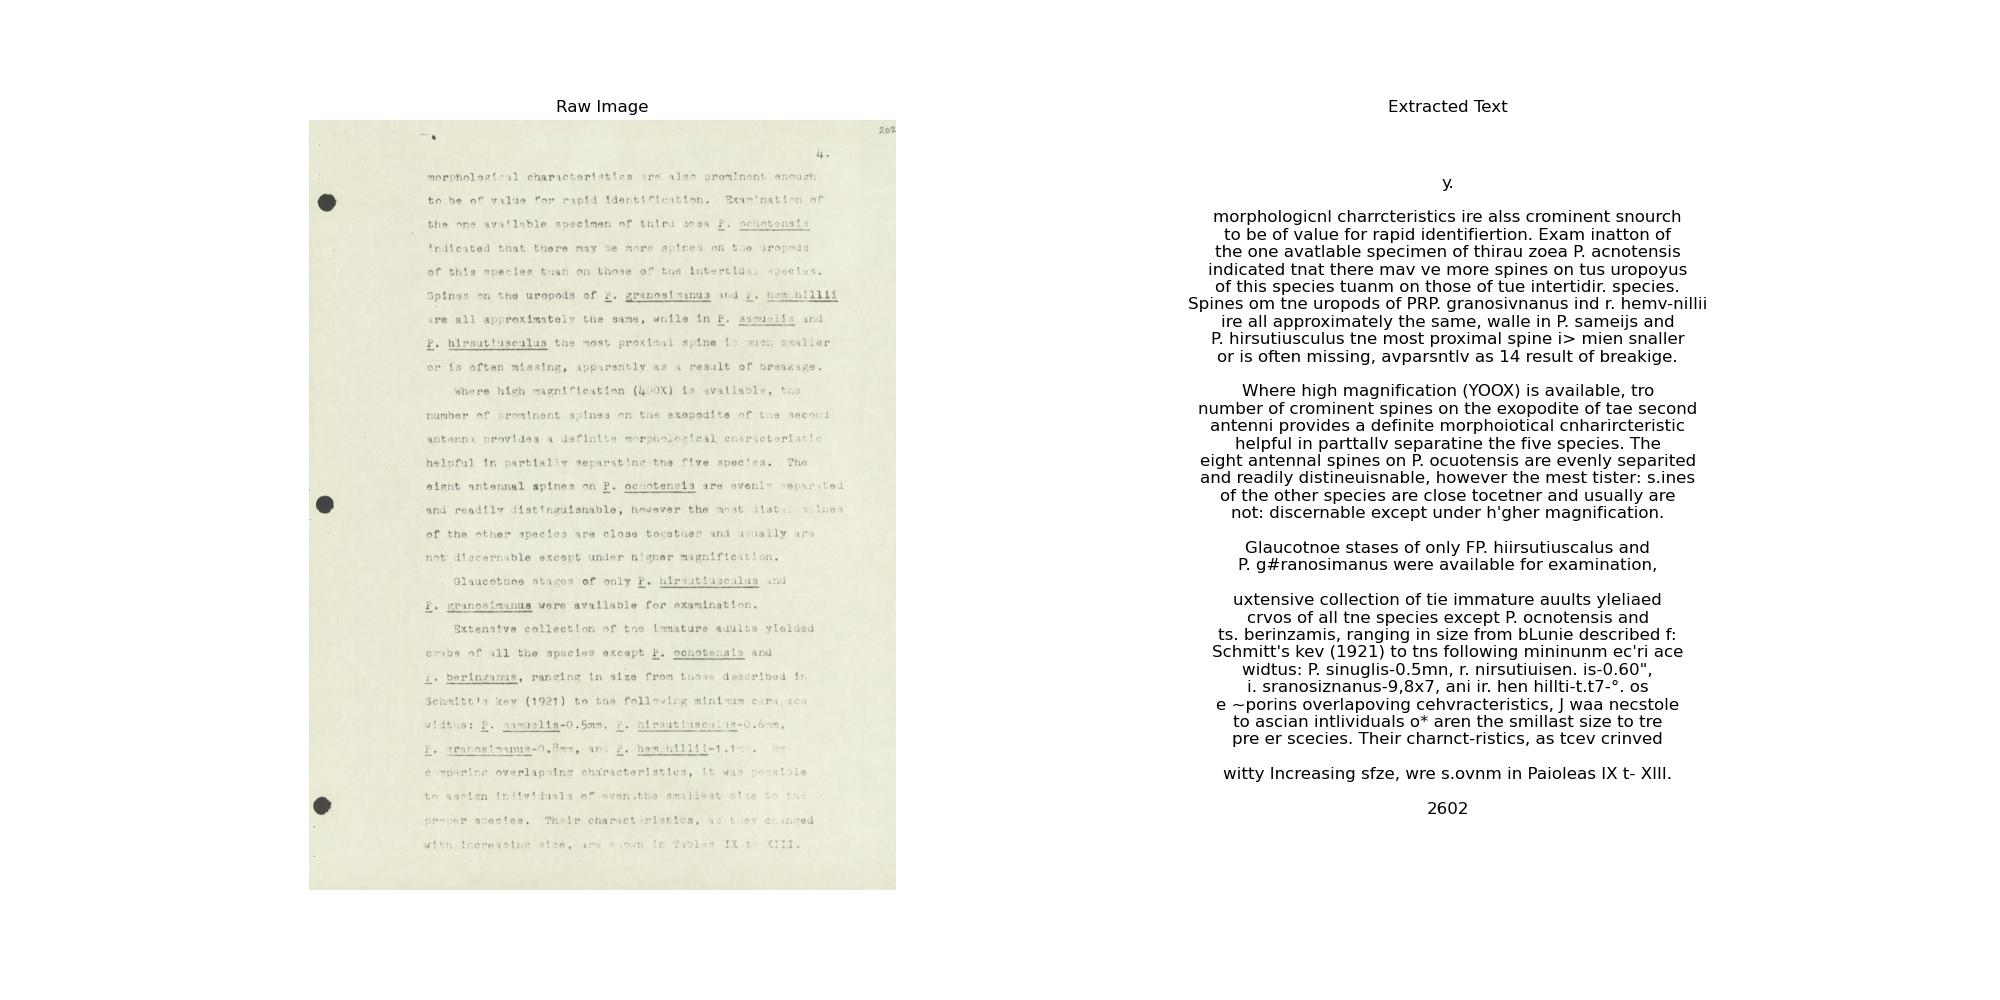 Raw Image
202
4.
morphological characteristics are also prominent enough
to be of value for rapid identification. Examination of
the one available specimen of third zoea P. ochotensis
indicated that there may be more spines on the uropods
of this species than on those of the intertidal species.
Spines on the uropods of P. granosimanus and P. hemphillii
are all approximately the same, while in P. samuelis and
P. hirsutiusculus the most proximal spine is much smaller
or is often missing, apparently as a result of breakage.
Where high magnification (400X) is available, the
number of prominent spines on the exopodite of the second
antenna provides a definite morphological characteristic
helpful in partially separating the five species. The
eight antennal spines on P. ochotensis are evenly separated
and readily distinguishable, however the most distal spines
of the other species are close together and usually are
not discernable except under higher magnification.
Glaucothoe stages of only P. hirsutiusculus and
P. granosimanus were available for examination.
Extensive collection of the immature adults yielded
crabs of all the species except P. ochotensis and
P. beringanus, ranging in size from those described in
Schmitt's key (1921) to the following minimum carapace
widths: P. samuelis-0.5mm, P. hirsutiusculus-0.6mm,
P. granosimanus-0.8mm, and P. hemphillii-1.1mm. By
comparing overlapping characteristics, it was possible
to assign individuals of even the smallest size to the
proper species. Their characteristics, as they changed
with increasing size, are shown in Tables IX to XIII.
Extracted Text
y.
morphologicnl charrcteristics ire alss crominent snourch
to be of value for rapid identifiertion. Exam inatton of
the one avatlable specimen of thirau zoea P. acnotensis
indicated tnat there mav ve more spines on tus uropoyus
of this species tuanm on those of tue intertidir. species.
Spines om tne uropods of PRP. granosivnanus ind r. hemv-nillii
ire all approximately the same, walle in P. sameijs and
P. hirsutiusculus tne most proximal spine i> mien snaller
or is often missing, avparsntlv as 14 result of breakige.
Where high magnification (YOOX) is available, tro
number of crominent spines on the exopodite of tae second
antenni provides a definite morphoiotical cnharircteristic
helpful in parttallv separatine the five species. The
eight antennal spines on P. ocuotensis are evenly separited
and readily distineuisnable, however the mest tister: s.ines
of the other species are close tocetner and usually are
not: discernable except under h'gher magnification.
Glaucotnoe stases of only FP. hiirsutiuscalus and
P. g#ranosimanus were available for examination,
uxtensive collection of tie immature auults yleliaed
crvos of all tne species except P. ocnotensis and
ts. berinzamis, ranging in size from bLunie described f:
Schmitt's kev (1921) to tns following mininunm ec'ri ace
widtus: P. sinuglis-0.5mn, r. nirsutiuisen. is-0.60",
i. sranosiznanus-9,8x7, ani ir. hen hillti-t.t7-°. os
e ~porins overlapoving cehvracteristics, J waa necstole
to ascian intlividuals o* aren the smillast size to tre
pre er scecies. Their charnct-ristics, as tcev crinved
witty Increasing sfze, wre s.ovnm in Paioleas IX t- XIII.
2602